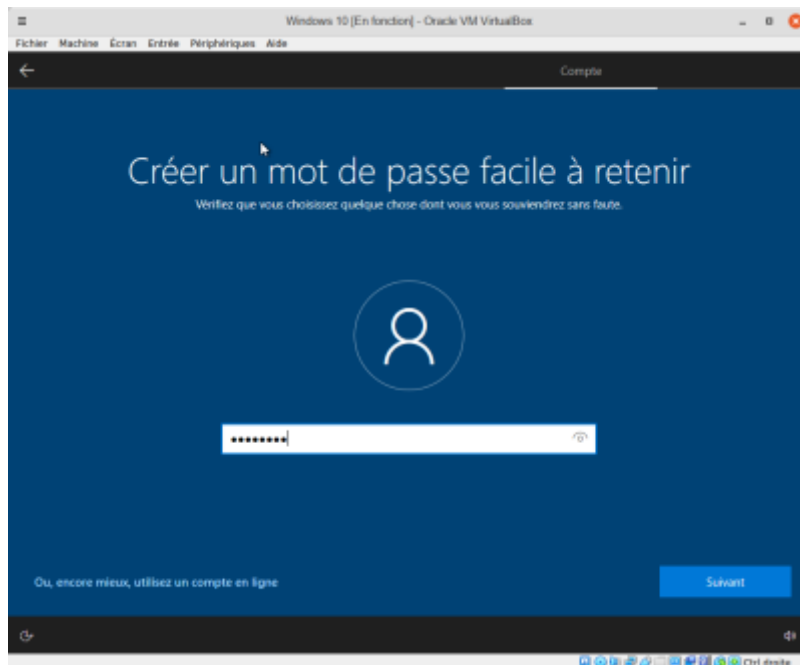 Windows 10 [En fonction] - Oracle VM VirtualBox
Fichier Machine Écran Entrée Périphériques Aide
Compte
Créer un mot de passe facile à retenir
Vérifiez que vous choisissez quelque chose dont vous vous souviendrez sans faute.
••••••••
Ou, encore mieux, utilisez un compte en ligne
Suivant
Ctrl droite